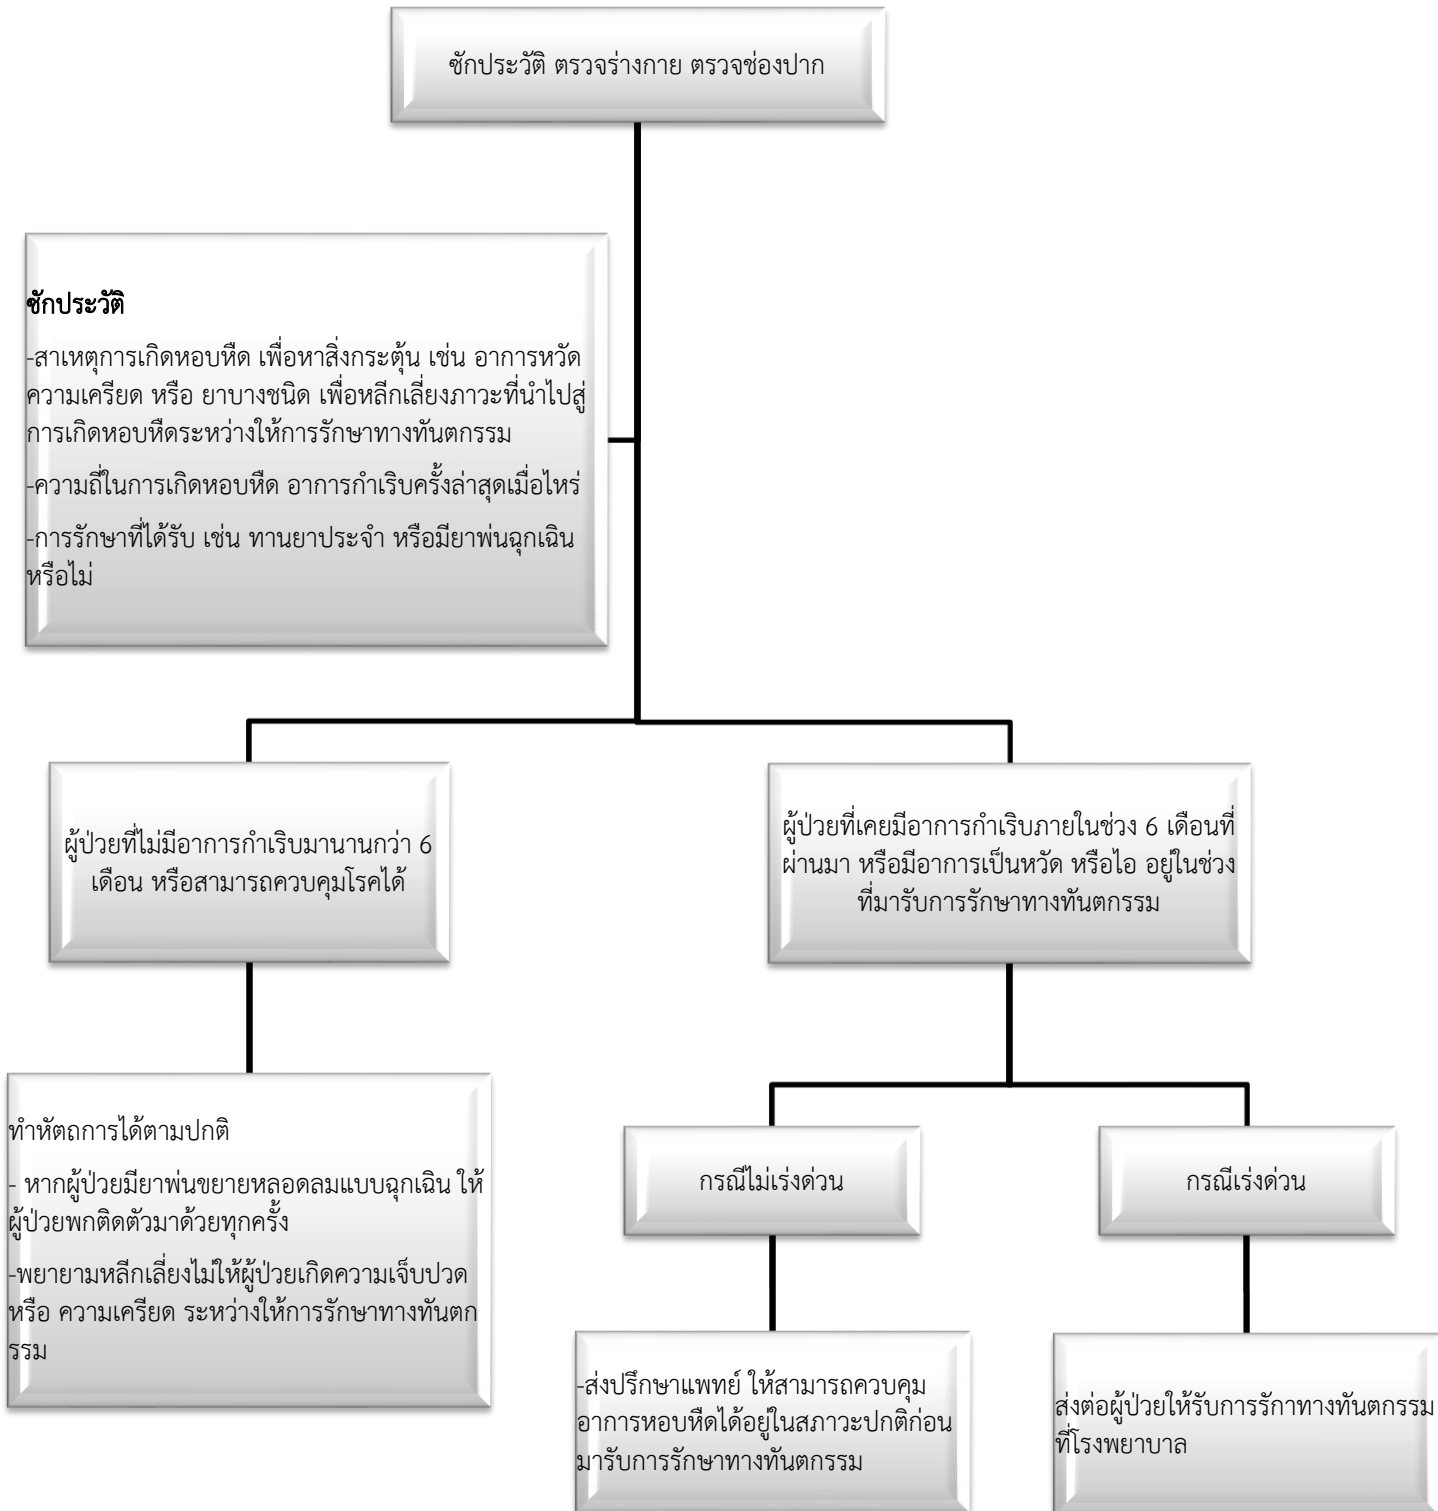 ซักประวัติ ตรวจร่างกาย ตรวจช่องปาก
ซักประวัติ
-สาเหตุการเกิดหอบหืด เพื่อหาสิ่งกระตุ้น เช่น อาการหวัด
ความเครียด หรือ ยาบางชนิด เพื่อหลีกเลี่ยงภาวะที่นำไปสู่
การเกิดหอบหืดระหว่างให้การรักษาทางทันตกรรม
-ความถี่ในการเกิดหอบหืด อาการกำเริบครั้งล่าสุดเมื่อไหร่
-การรักษาที่ได้รับ เช่น ทานยาประจำ หรือมียาพ่นฉุกเฉิน
หรือไม่
ผู้ป่วยที่ไม่มีอาการกำเริบมานานกว่า 6
เดือน หรือสามารถควบคุมโรคได้
ผู้ป่วยที่เคยมีอาการกำเริบภายในช่วง 6 เดือนที่
ผ่านมา หรือมีอาการเป็นหวัด หรือไอ อยู่ในช่วง
ที่มารับการรักษาทางทันตกรรม
ทำหัตถการได้ตามปกติ
- หากผู้ป่วยมียาพ่นขยายหลอดลมแบบฉุกเฉิน ให้
ผู้ป่วยพกติดตัวมาด้วยทุกครั้ง
-พยายามหลีกเลี่ยงไม่ให้ผู้ป่วยเกิดความเจ็บปวด
หรือ ความเครียด ระหว่างให้การรักษาทางทันตก
รรม
กรณีไม่เร่งด่วน
กรณีเร่งด่วน
-ส่งปรึกษาแพทย์ ให้สามารถควบคุม
อาการหอบหืดได้อยู่ในสภาวะปกติก่อน
มารับการรักษาทางทันตกรรม
ส่งต่อผู้ป่วยให้รับการรักาทางทันตกรรม
ที่โรงพยาบาล